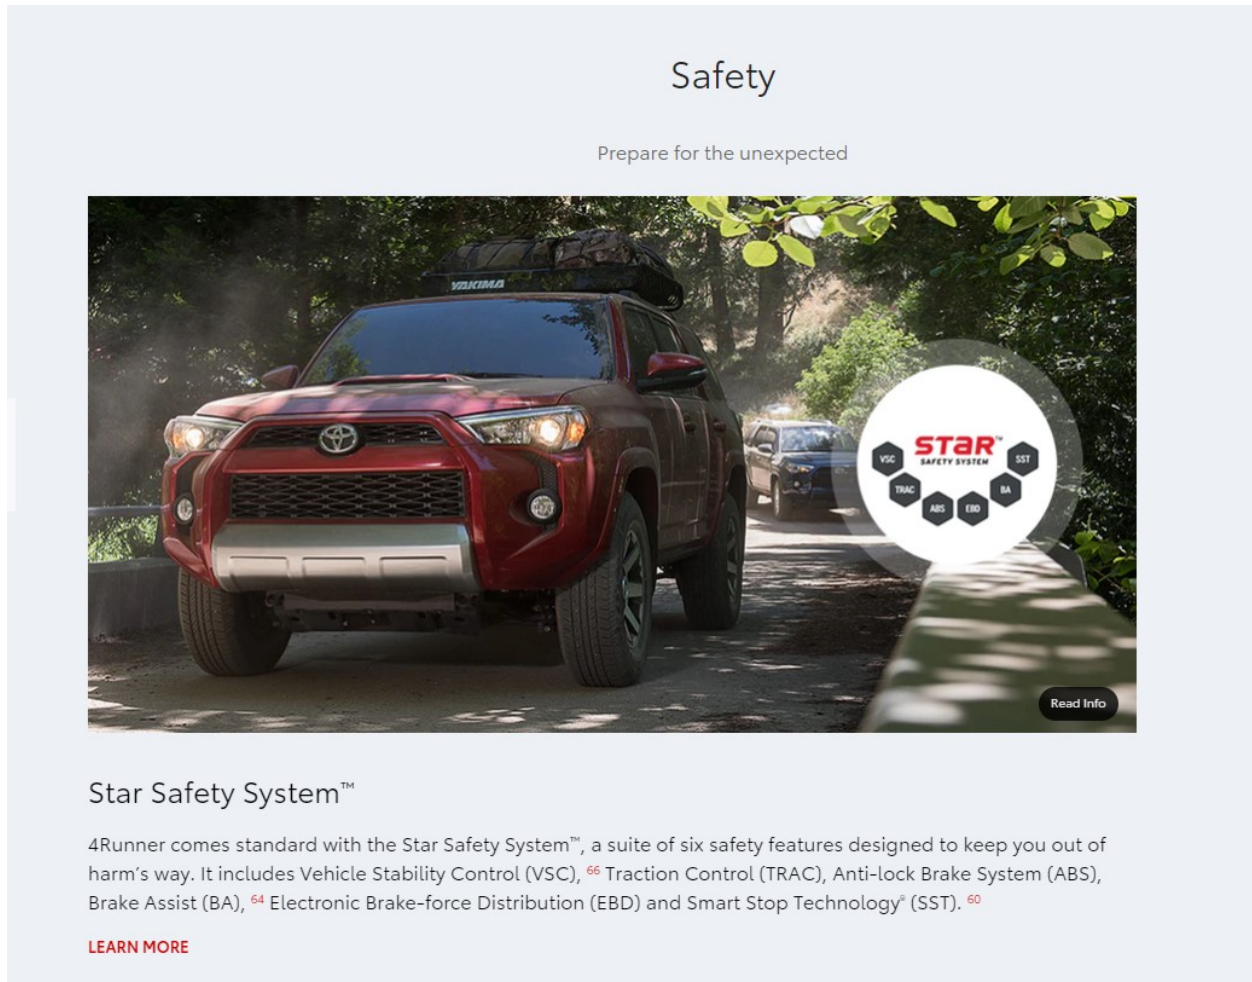 Safety
Prepare for the unexpected
YAKIMA
STAR™
SAFETY SYSTEM
VSC
TRAC
ABS
EBD
BA
SST
Read Info
Star Safety System™
4Runner comes standard with the Star Safety System™, a suite of six safety features designed to keep you out of
harm's way. It includes Vehicle Stability Control (VSC), 66 Traction Control (TRAC), Anti-lock Brake System (ABS),
Brake Assist (BA), 64 Electronic Brake-force Distribution (EBD) and Smart Stop Technology® (SST). 60
LEARN MORE